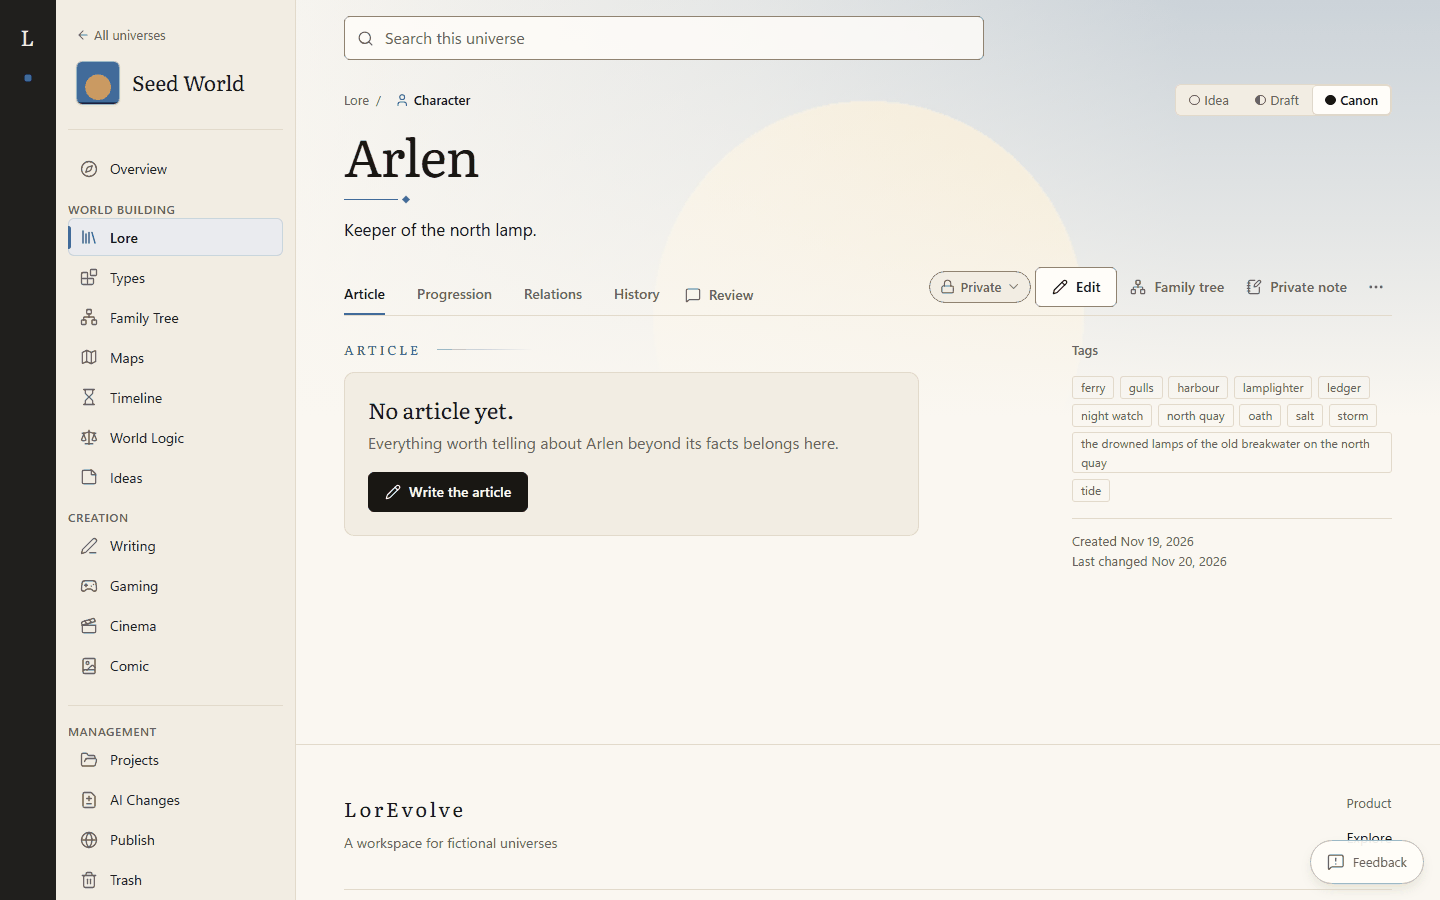 L
All universes
Seed World
Overview
WORLD BUILDING
Lore
Types
Family Tree
Maps
Timeline
World Logic
Ideas
CREATION
Writing
Gaming
Cinema
Comic
MANAGEMENT
Projects
AI Changes
Publish
Trash
Search this universe
Lore / Character
Idea Draft Canon
Arlen
Keeper of the north lamp.
Article Progression Relations History Review
Private Edit Family tree Private note
ARTICLE
No article yet.
Everything worth telling about Arlen beyond its facts belongs here.
Write the article
Tags
ferry gulls harbour lamplighter ledger
night watch north quay oath salt storm
the drowned lamps of the old breakwater on the north
quay
tide
Created Nov 19, 2026
Last changed Nov 20, 2026
LorEvolve
A workspace for fictional universes
Product
Explore
Feedback